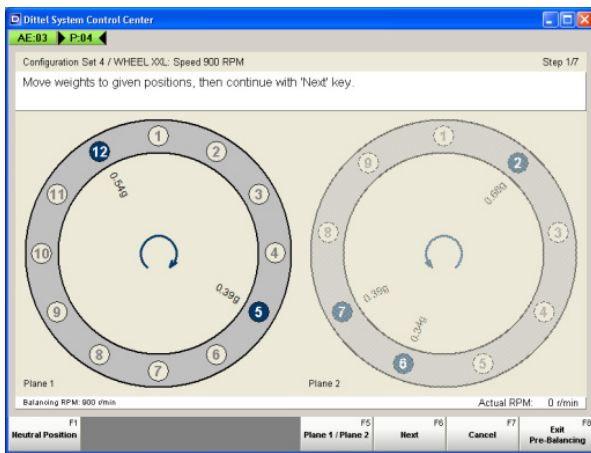 Dittel System Control Center
AE:03 P:04
Configuration Set 4 / WHEEL XXL: Speed 900 RPM Step 1/7
Move weights to given positions, then continue with 'Next' key.
1
12 2
0.54g
11 3
10 4
0.39g
9 5
8 6
7
Plane 1
1
9 2
0.68g
8 3
0.39g
7 4
0.34g
6 5
Plane 2
Balancing RPM: 900 r/min Actual RPM: 0 r/min
F1 F5 F6 F7 F8
Neutral Position Plane 1 / Plane 2 Next Cancel Exit
Pre-Balancing